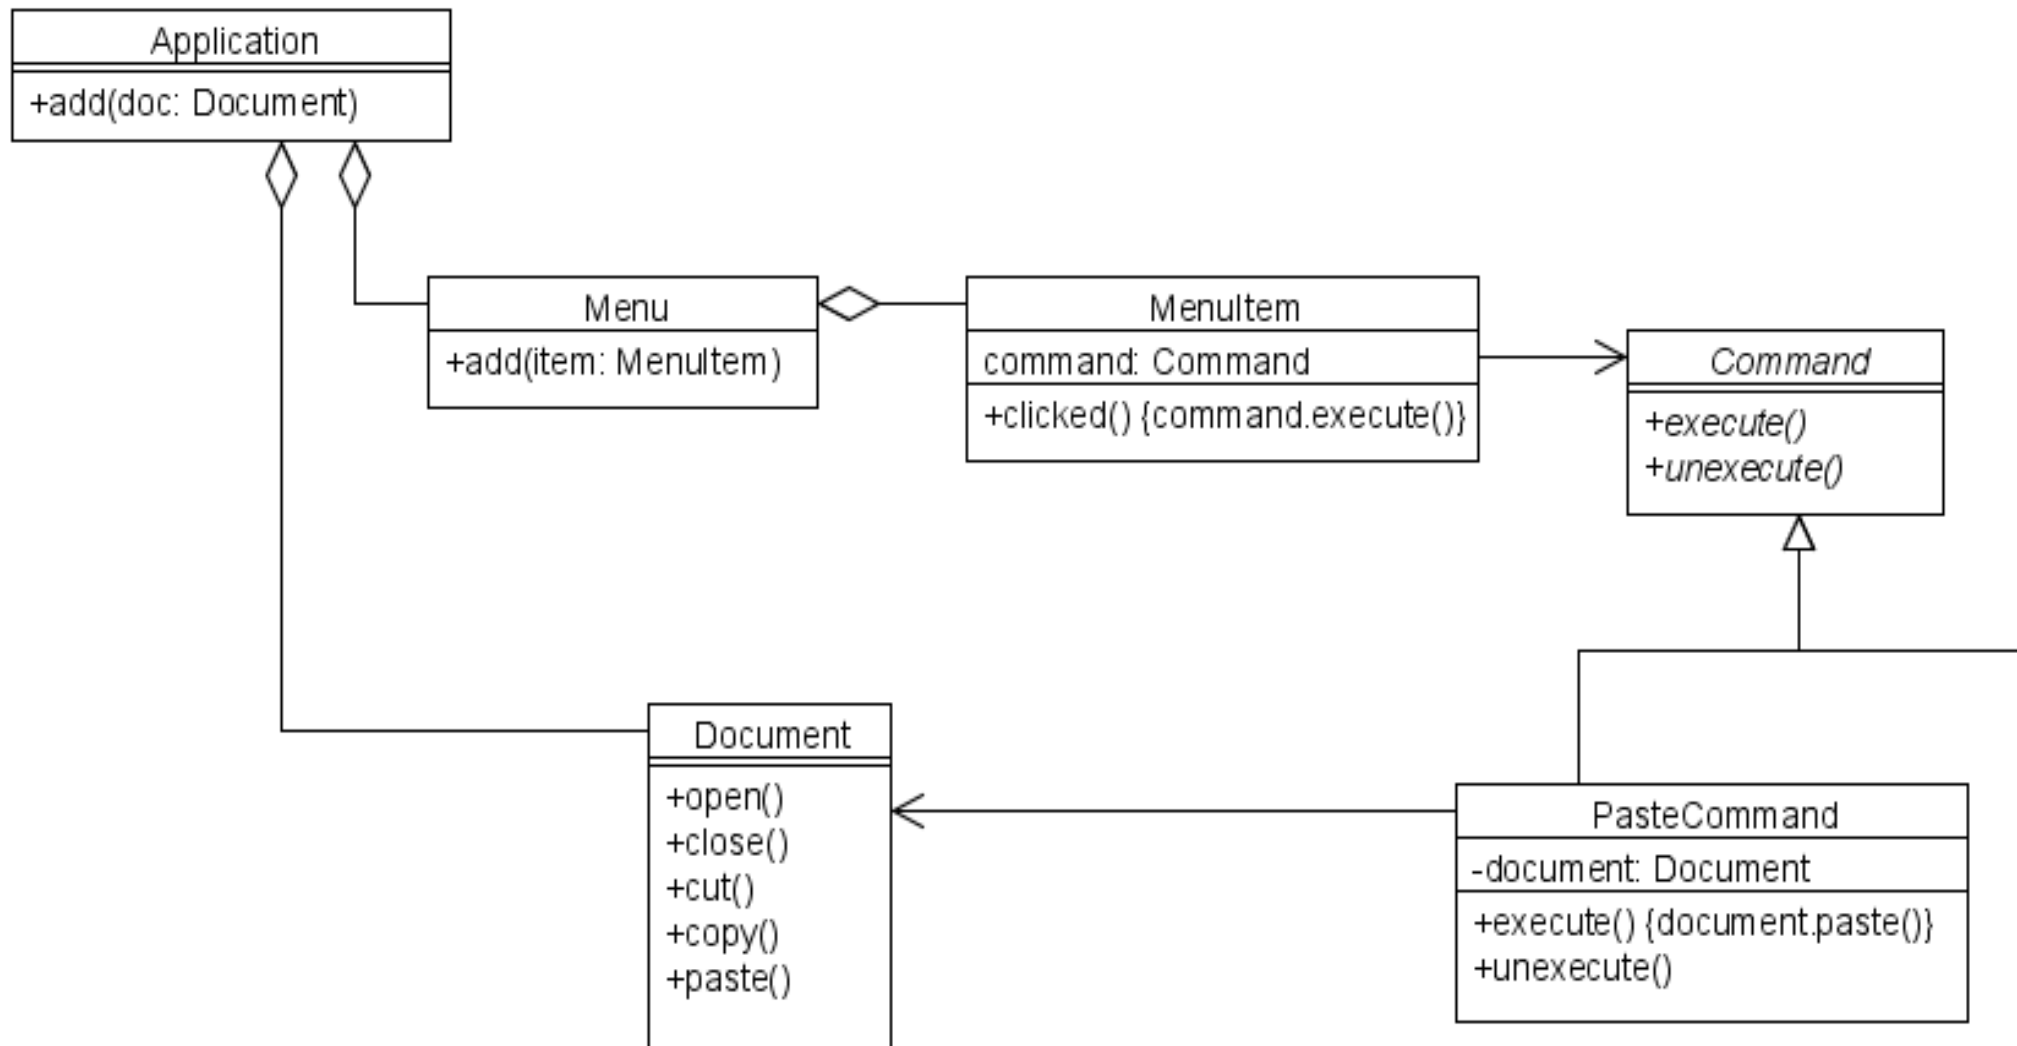 Application
+add(doc: Document)
Menu
+add(item: MenuItem)
MenuItem
command: Command
+clicked() {command.execute()}
Command
+execute()
+unexecute()
Document
+open()
+close()
+cut()
+copy()
+paste()
PasteCommand
-document: Document
+execute() {document.paste()}
+unexecute()